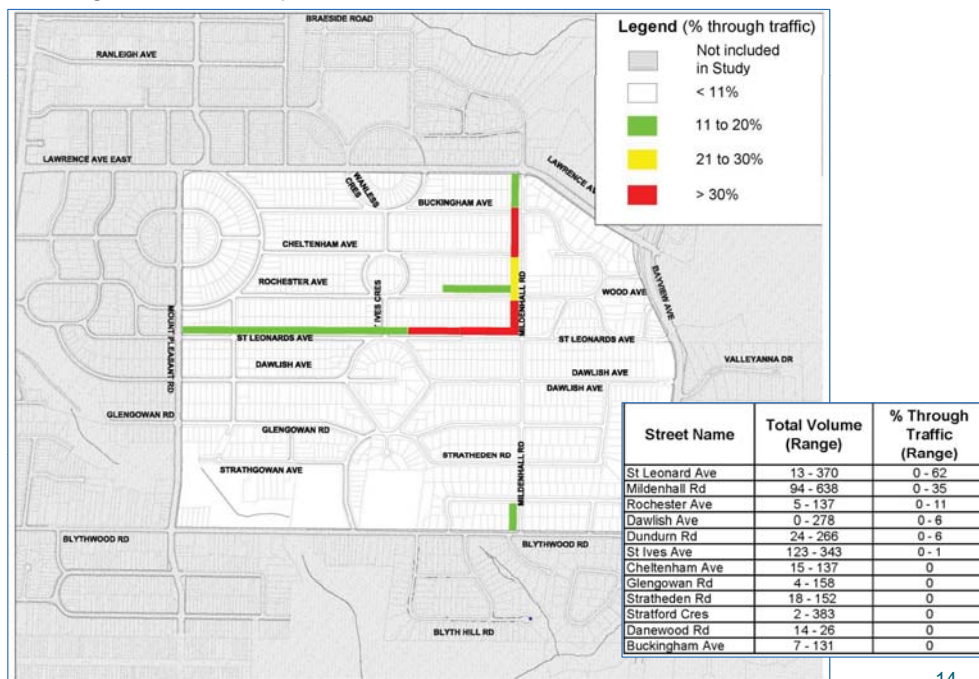 BRAESIDE ROAD
RANLEIGH AVE
LAWRENCE AVE EAST
WANLESS
CRES
BUCKINGHAM AVE
LAWRENCE AVE
CHELTENHAM AVE
ROCHESTER AVE
IVES CRES
MILDENHALL RD
WOOD AVE
BAYVIEW AVE
MOUNT PLEASANT RD
ST LEONARDS AVE
ST LEONARDS AVE
DAWLISH AVE
DAWLISH AVE
DAWLISH AVE
VALLEYANNA DR
GLENGOWAN RD
GLENGOWAN RD
STRATHEDEN RD
STRATHGOWAN AVE
MILDENHALL RD
BLYTHWOOD RD
BLYTHWOOD RD
BLYTH HILL RD
Legend (% through traffic)
Not included
in Study
< 11%
11 to 20%
21 to 30%
> 30%
Street Name Total Volume (Range) % Through Traffic (Range)
St Leonard Ave 13 - 370 0 - 62
Mildenhall Rd 94 - 638 0 - 35
Rochester Ave 5 - 137 0 - 11
Dawlish Ave 0 - 278 0 - 6
Dundurn Rd 24 - 266 0 - 6
St Ives Ave 123 - 343 0 - 1
Cheltenham Ave 15 - 137 0
Glengowan Rd 4 - 158 0
Stratheden Rd 18 - 152 0
Stratford Cres 2 - 383 0
Danewood Rd 14 - 26 0
Buckingham Ave 7 - 131 0
14